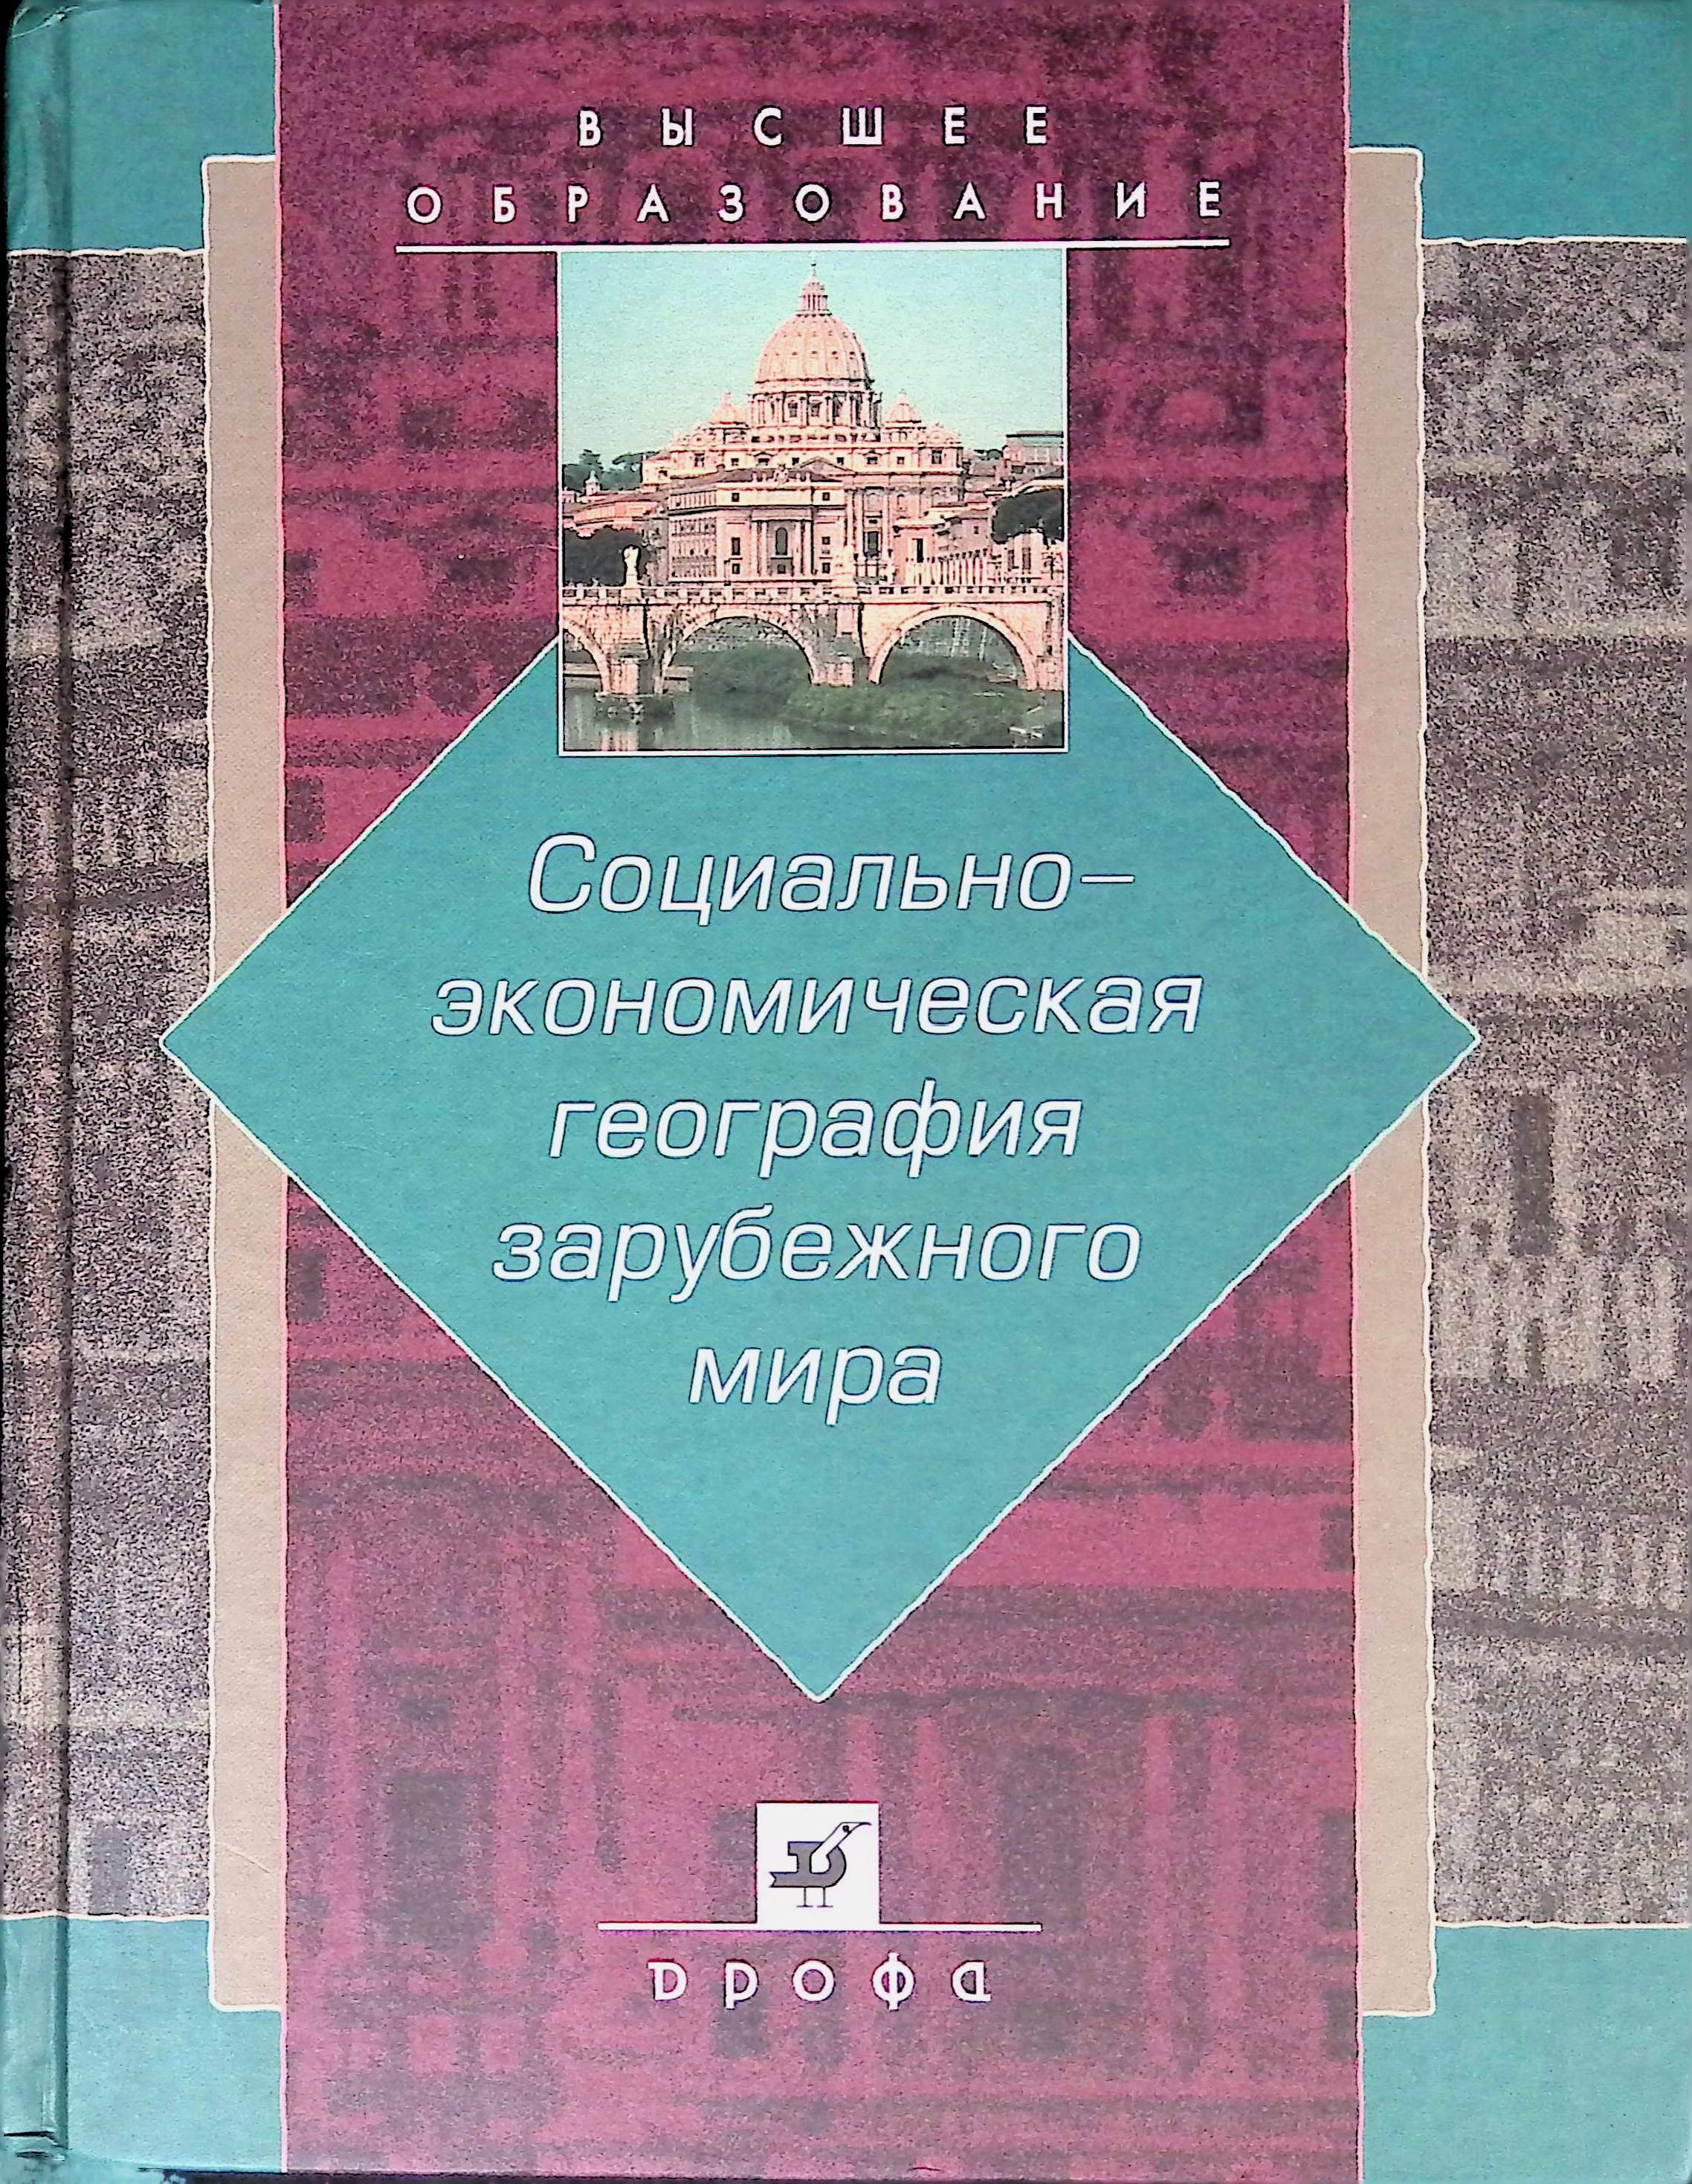 ВЫСШЕЕ
ОБРАЗОВАНИЕ
Социально–
экономическая
география
зарубежного
мира
дрофа